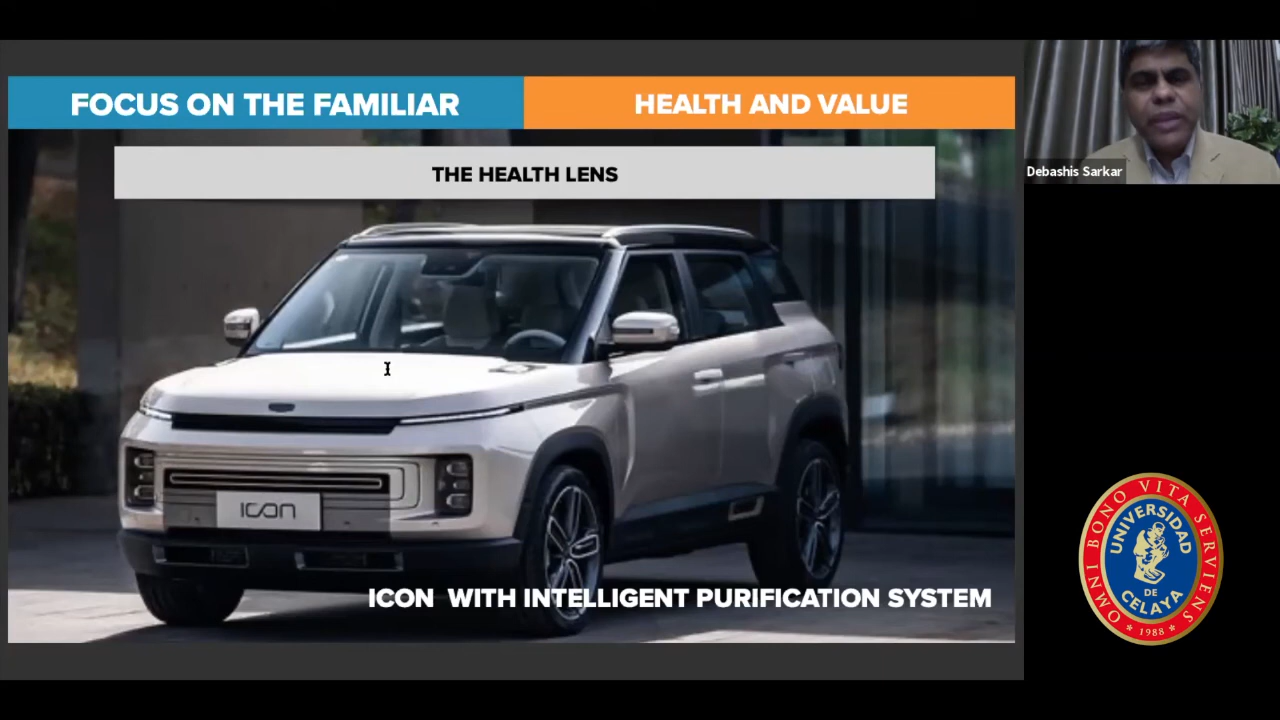 FOCUS ON THE FAMILIAR
HEALTH AND VALUE
THE HEALTH LENS
ICON
ICON WITH INTELLIGENT PURIFICATION SYSTEM
Debashis Sarkar
OMNI BONO VITA SERVIENS
UNIVERSIDAD
DE
CELAYA
* 1988 *